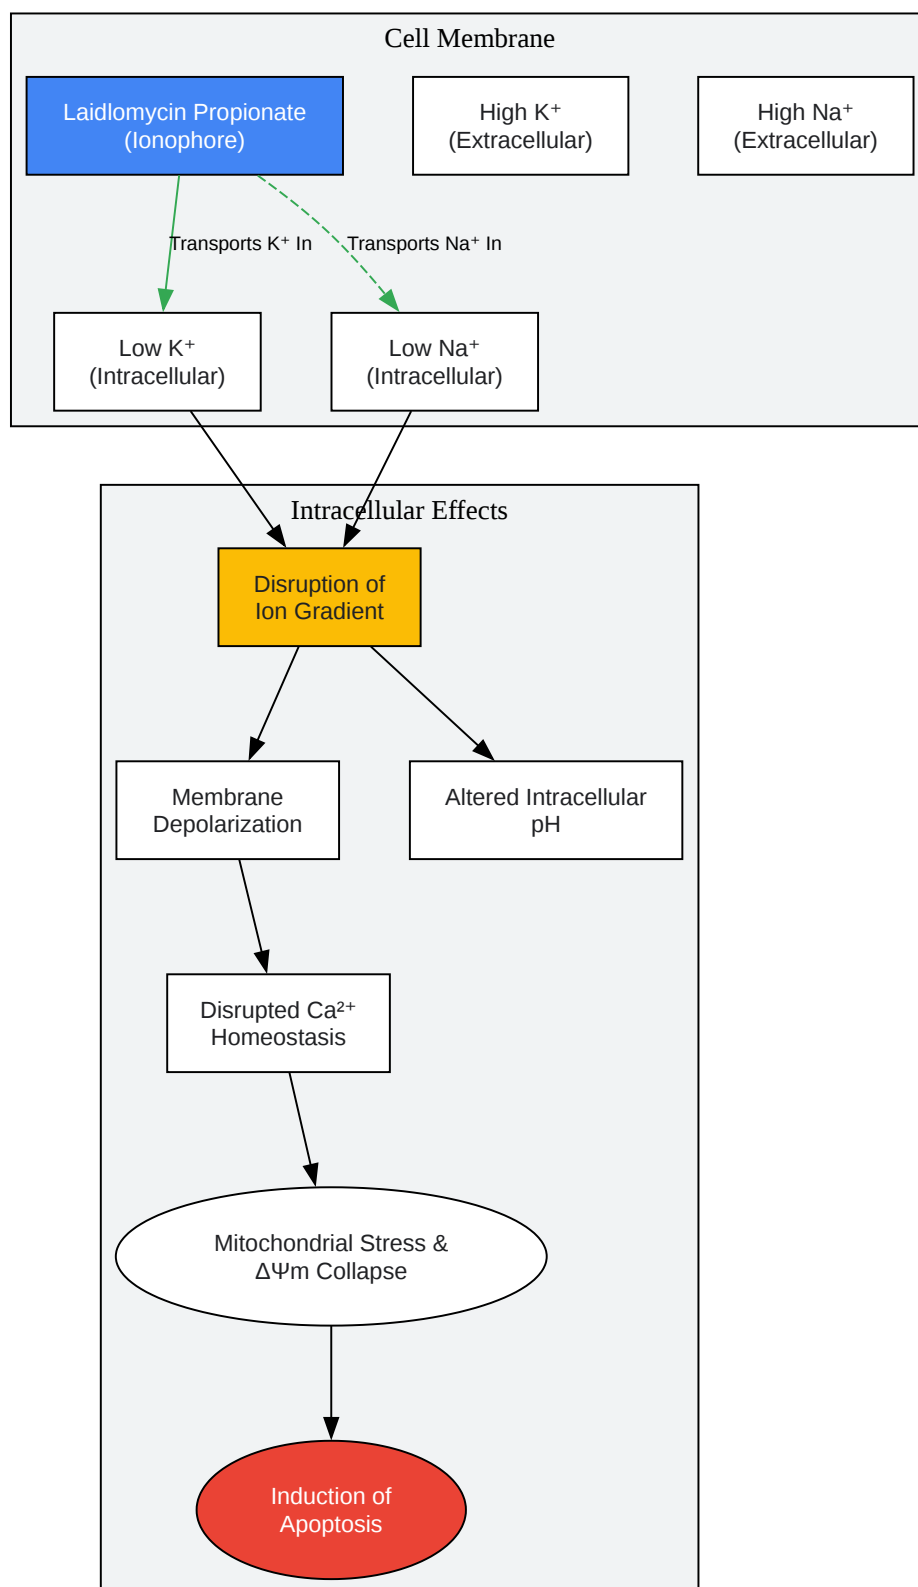 Cell Membrane
Laidlomycin Propionate
(Ionophore)
High K⁺
(Extracellular)
High Na⁺
(Extracellular)
Transports K⁺ In
Transports Na⁺ In
Low K⁺
(Intracellular)
Low Na⁺
(Intracellular)
Intracellular Effects
Disruption of
Ion Gradient
Membrane
Depolarization
Altered Intracellular
pH
Disrupted Ca²⁺
Homeostasis
Mitochondrial Stress &
ΔΨm Collapse
Induction of
Apoptosis